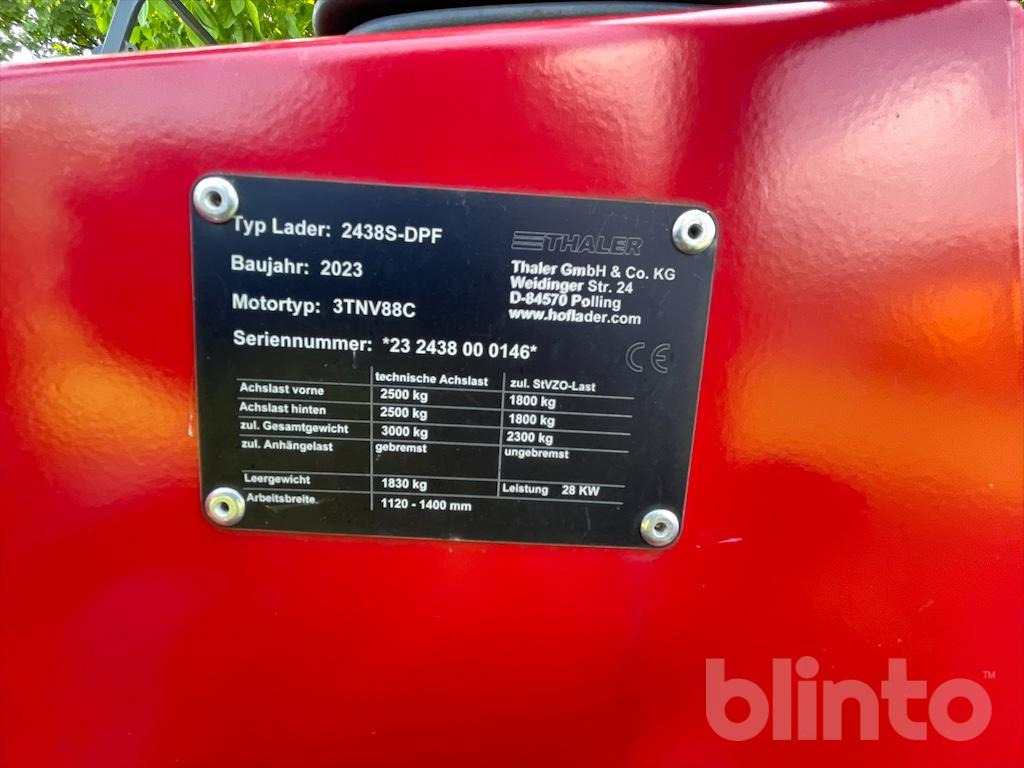 Typ Lader: 2438S-DPF
Baujahr: 2023
Motortyp: 3TNV88C
Seriennummer: *23 2438 00 0146*
THALER
Thaler GmbH & Co. KG
Weidinger Str. 24
D-84570 Polling
www.hoflader.com
CE
technische Achslast zul. StVZO-Last
Achslast vorne 2500 kg 1800 kg
Achslast hinten 2500 kg 1800 kg
zul. Gesamtgewicht 3000 kg 2300 kg
zul. Anhängelast gebremst ungebremst
Leergewicht 1830 kg Leistung 28 KW
Arbeitsbreite 1120 - 1400 mm
blinto™